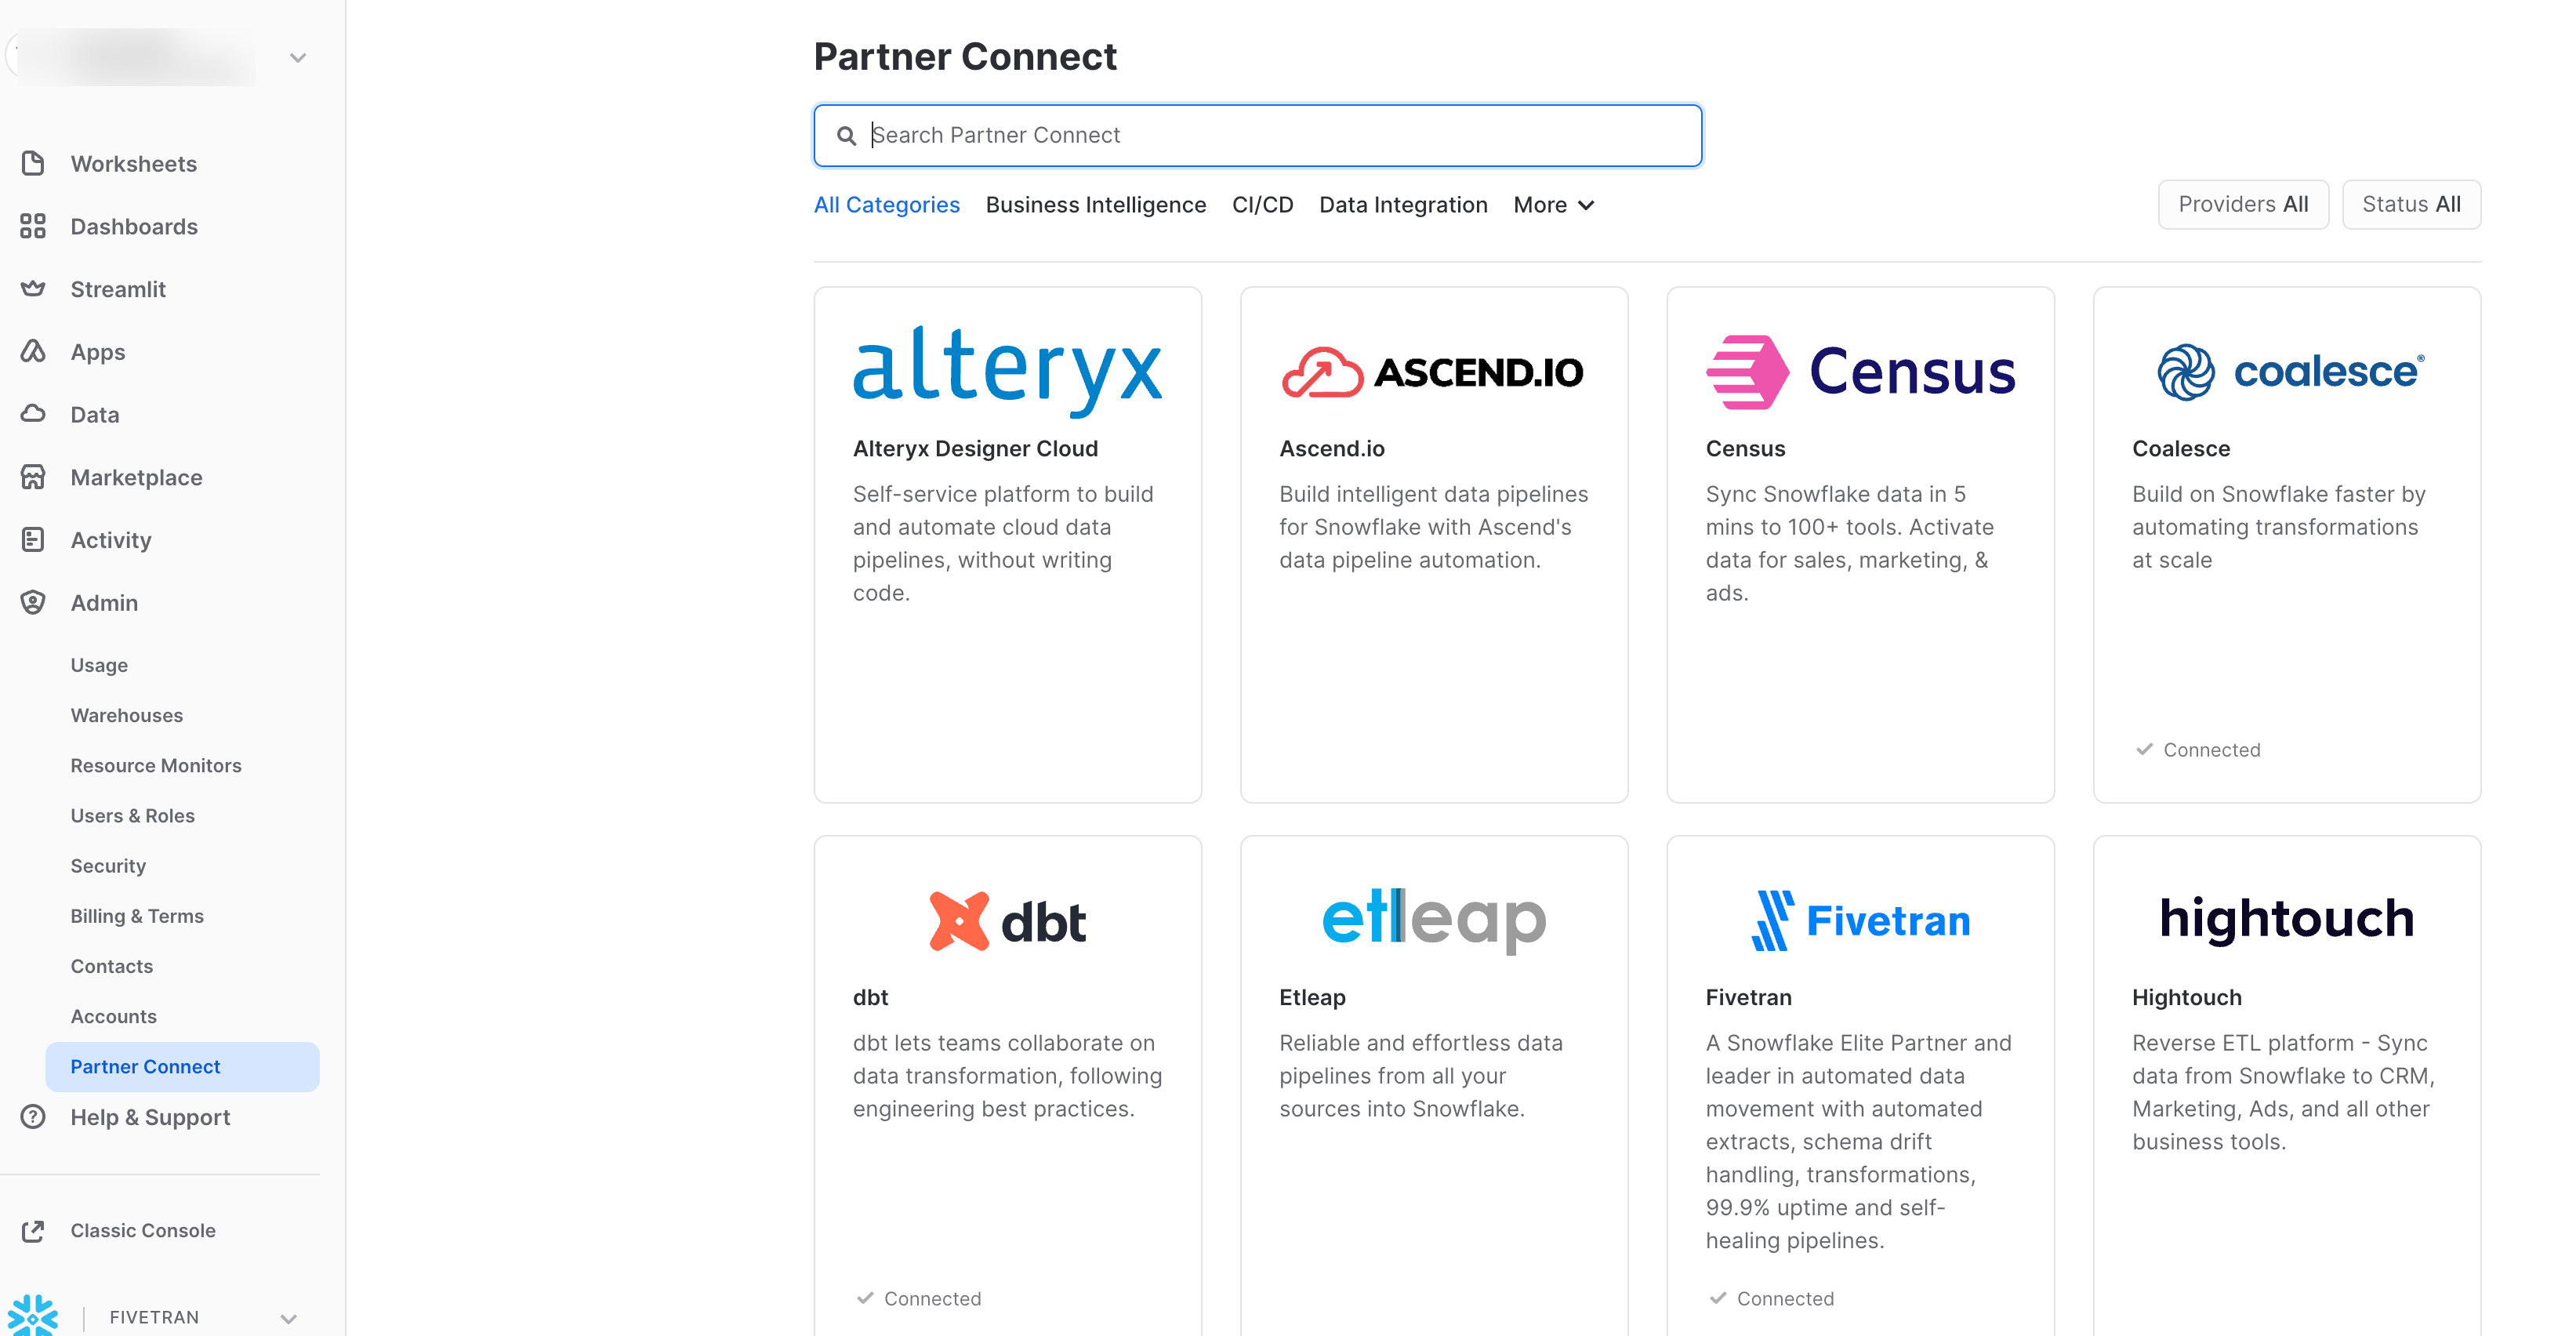 Partner Connect
Search Partner Connect
All Categories Business Intelligence CI/CD Data Integration More
Providers All Status All
Worksheets
Dashboards
Streamlit
Apps
Data
Marketplace
Activity
Admin
Usage
Warehouses
Resource Monitors
Users & Roles
Security
Billing & Terms
Contacts
Accounts
Partner Connect
Help & Support
Classic Console
FIVETRAN
alteryx
Alteryx Designer Cloud
Self-service platform to build
and automate cloud data
pipelines, without writing
code.
ASCEND.IO
Ascend.io
Build intelligent data pipelines
for Snowflake with Ascend's
data pipeline automation.
Census
Census
Sync Snowflake data in 5
mins to 100+ tools. Activate
data for sales, marketing, &
ads.
coalesce®
Coalesce
Build on Snowflake faster by
automating transformations
at scale
Connected
dbt
dbt
dbt lets teams collaborate on
data transformation, following
engineering best practices.
Connected
etleap
Etleap
Reliable and effortless data
pipelines from all your
sources into Snowflake.
Fivetran
Fivetran
A Snowflake Elite Partner and
leader in automated data
movement with automated
extracts, schema drift
handling, transformations,
99.9% uptime and self-
healing pipelines.
Connected
hightouch
Hightouch
Reverse ETL platform - Sync
data from Snowflake to CRM,
Marketing, Ads, and all other
business tools.